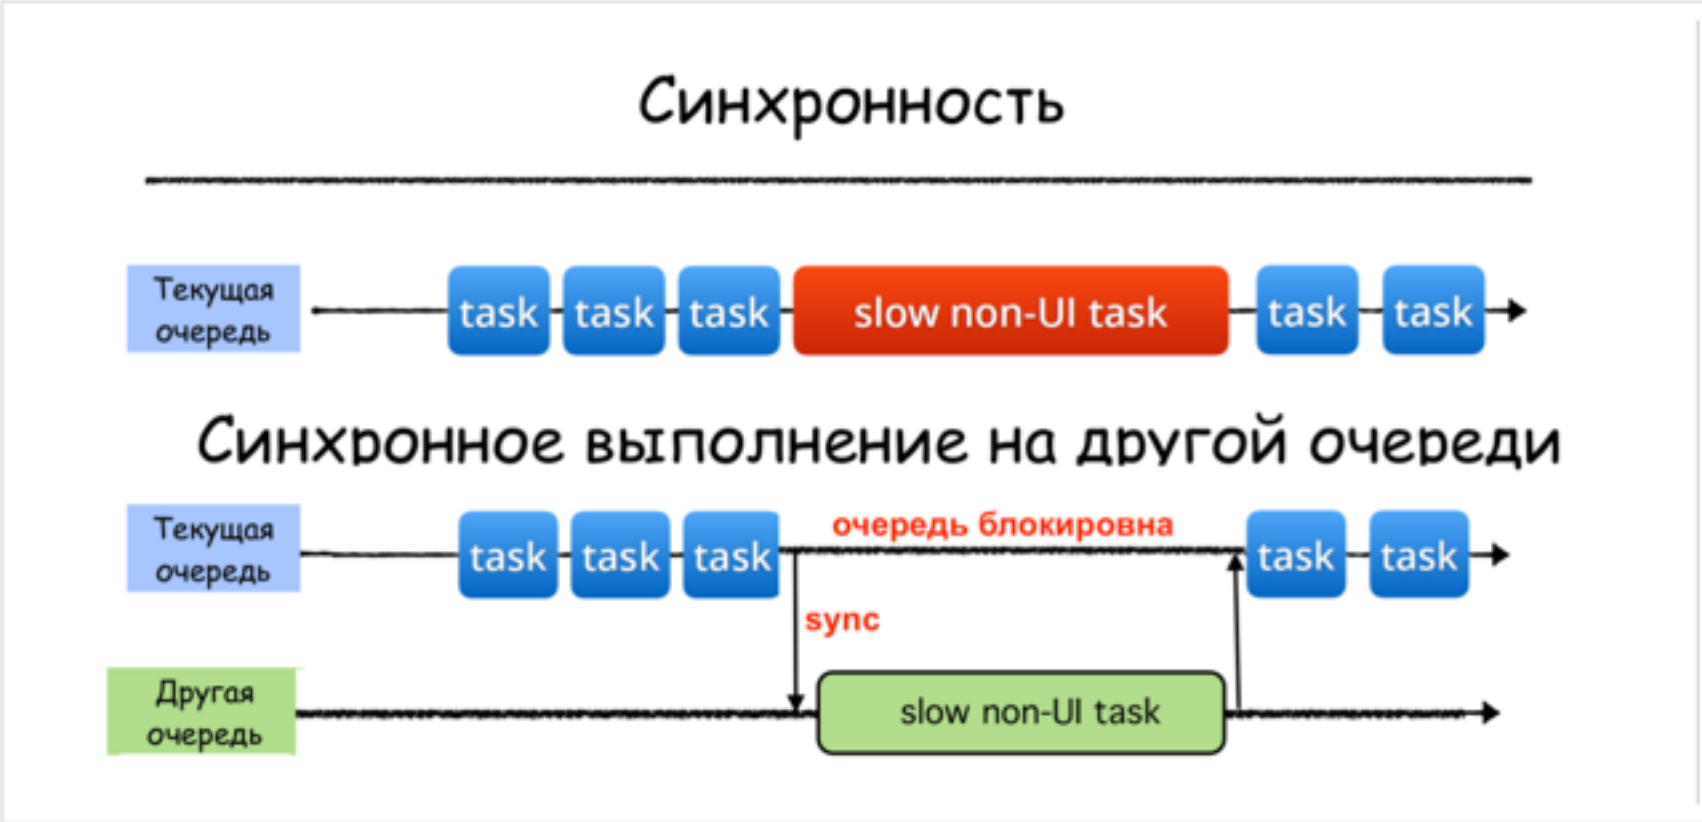 Синхронность
Текущая
очередь
task task task slow non-UI task task task
Синхронное выполнение на другой очереди
Текущая
очередь
очередь блокировна
task task task task task
sync
Другая
очередь
slow non-UI task